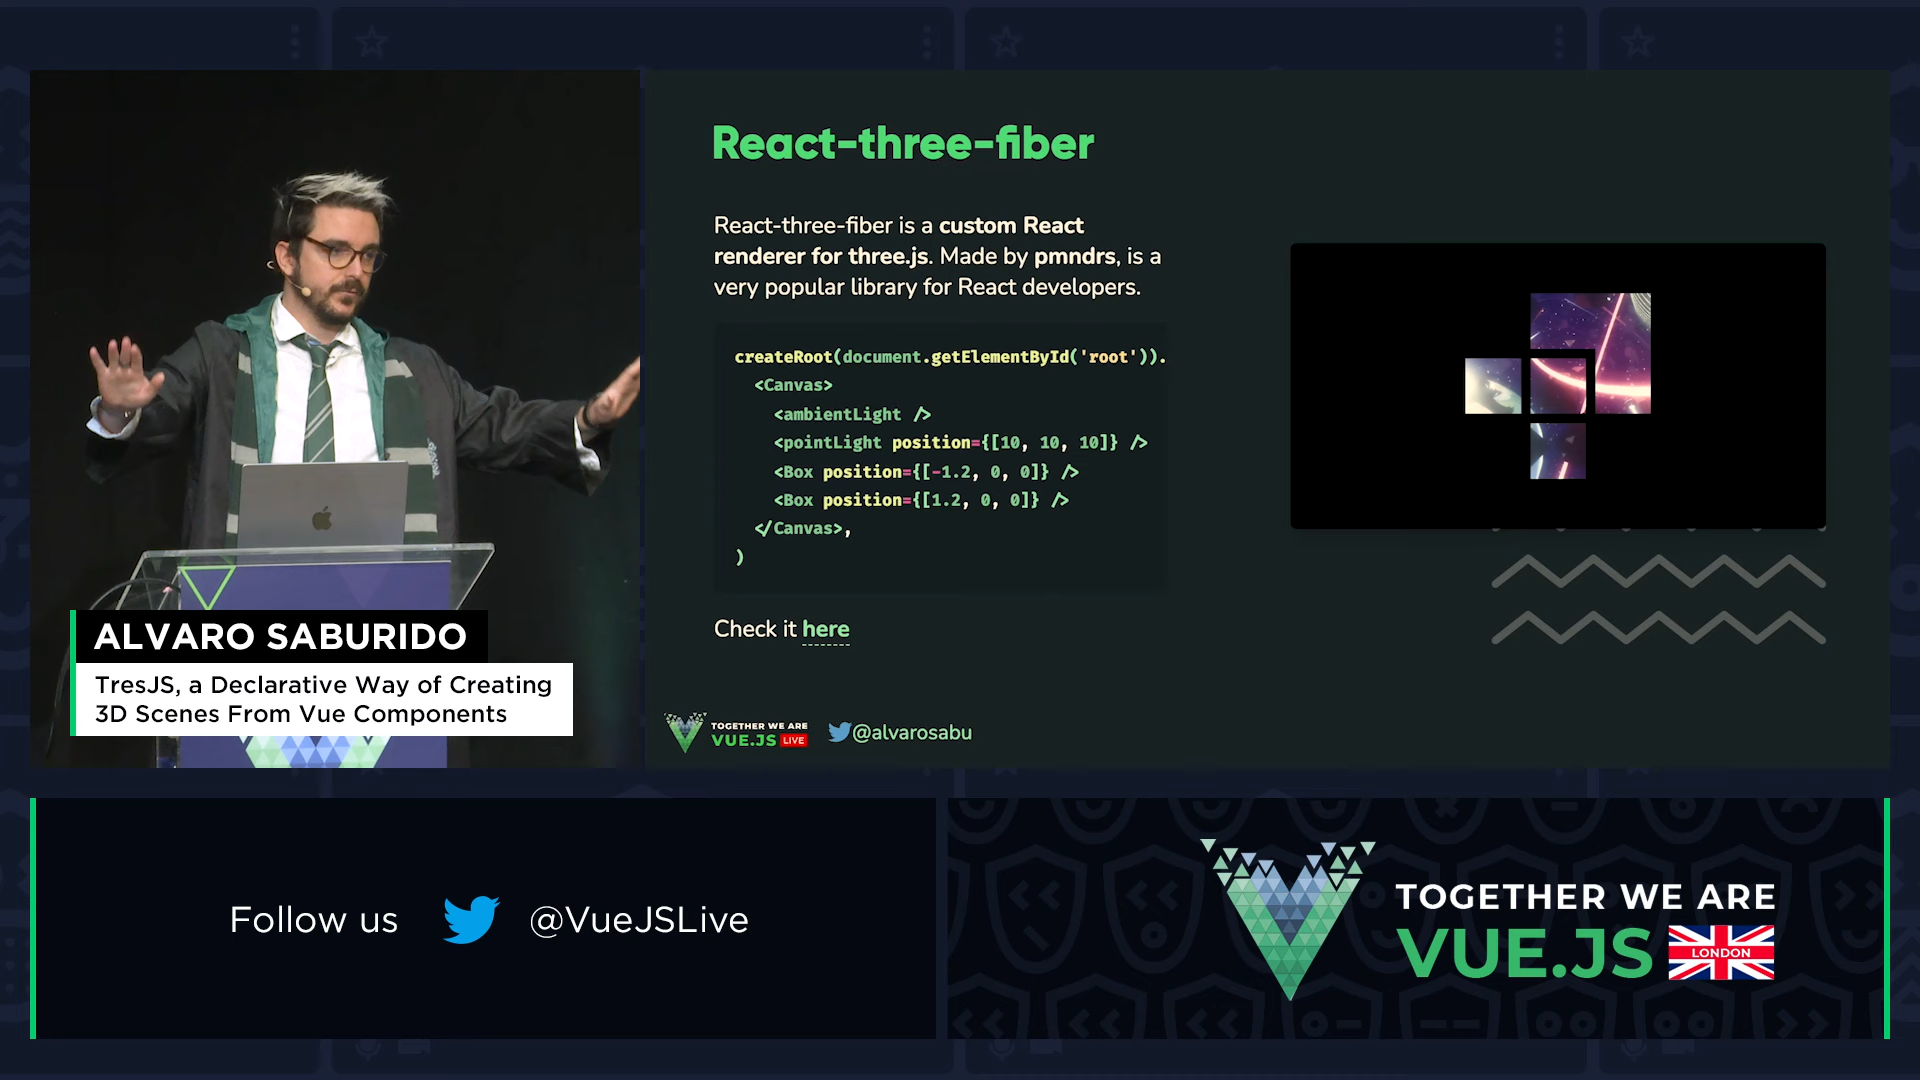 React-three-fiber
React-three-fiber is a custom React
renderer for three.js. Made by pmndrs, is a
very popular library for React developers.
createRoot(document.getElementById('root')).
<Canvas>
<ambientLight />
<pointLight position={[10, 10, 10]} />
<Box position={[-1.2, 0, 0]} />
<Box position={[1.2, 0, 0]} />
</Canvas>,
)
Check it here
TOGETHER WE ARE
VUE.JS LIVE
@alvarosabu
ALVARO SABURIDO
TresJS, a Declarative Way of Creating
3D Scenes From Vue Components
Follow us @VueJSLive
TOGETHER WE ARE
VUE.JS LONDON